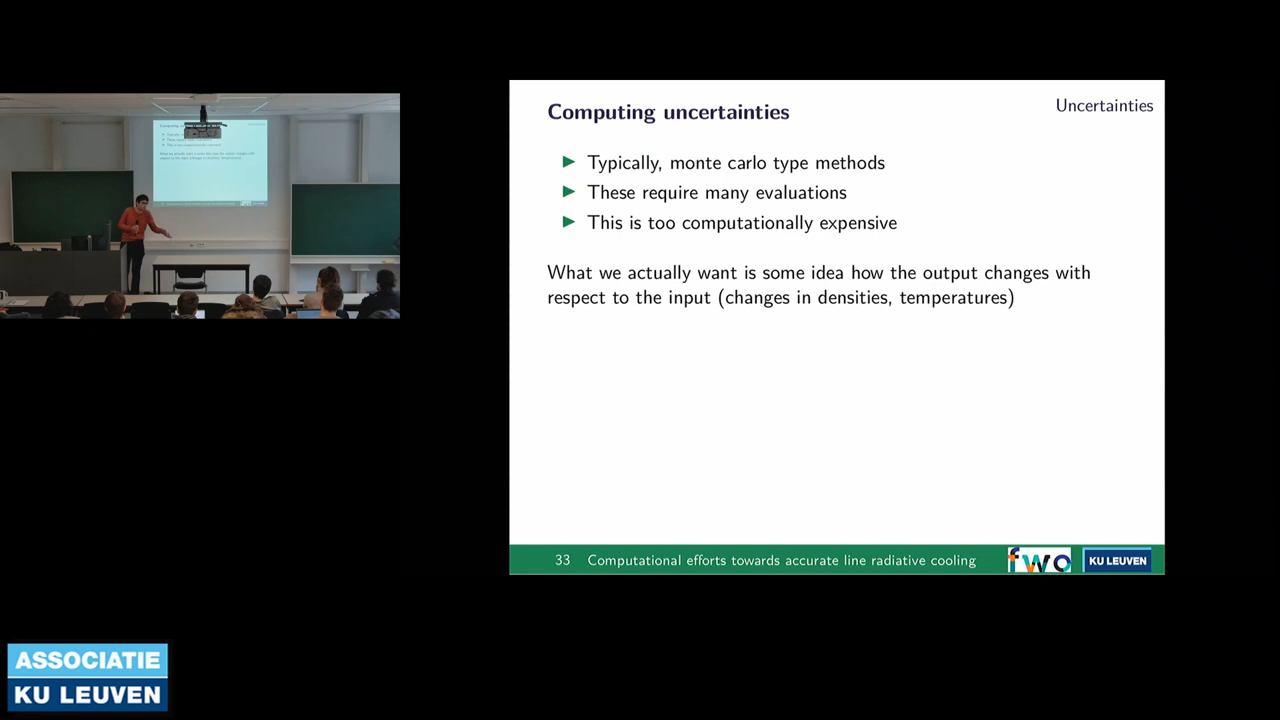 Computing uncertainties
Uncertainties
Typically, monte carlo type methods
These require many evaluations
This is too computationally expensive
What we actually want is some idea how the output changes with
respect to the input (changes in densities, temperatures)
33 Computational efforts towards accurate line radiative cooling
fwo
KU LEUVEN
ASSOCIATIE
KU LEUVEN